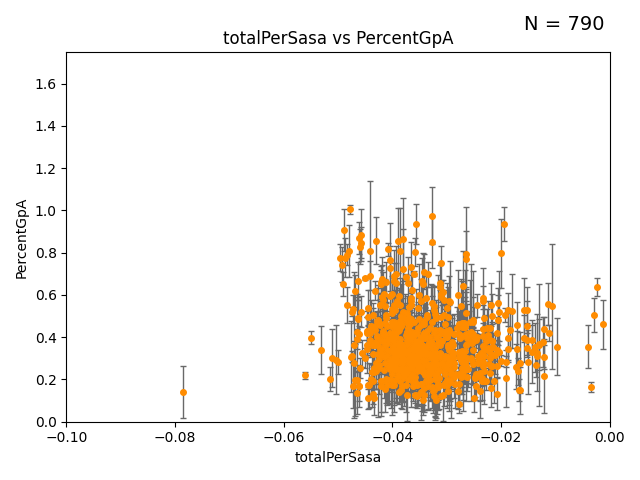 N = 790
totalPerSasa vs PercentGpA
PercentGpA
1.6
1.4
1.2
1.0
0.8
0.6
0.4
0.2
0.0
−0.10 −0.08 −0.06 −0.04 −0.02 0.00
totalPerSasa